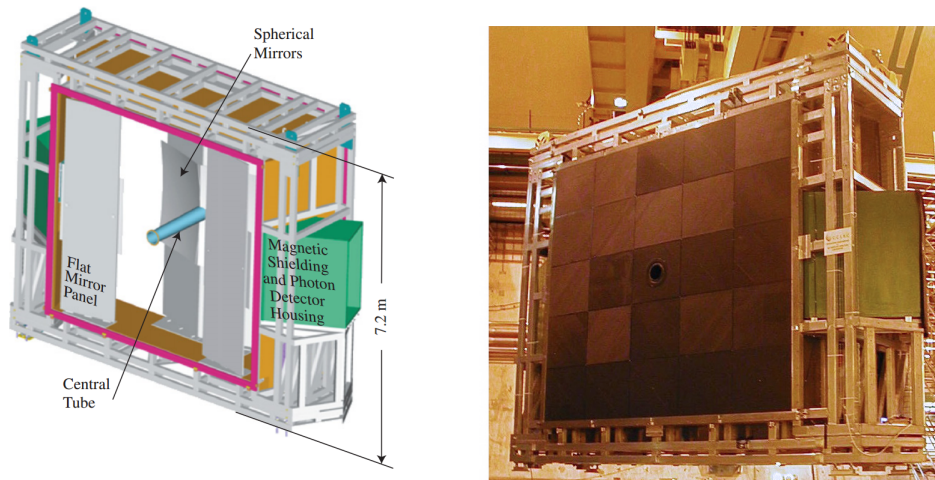 Spherical
Mirrors
Magnetic
Shielding
and Photon
Detector
Housing
Flat
Mirror
Panel
7.2 m
Central
Tube